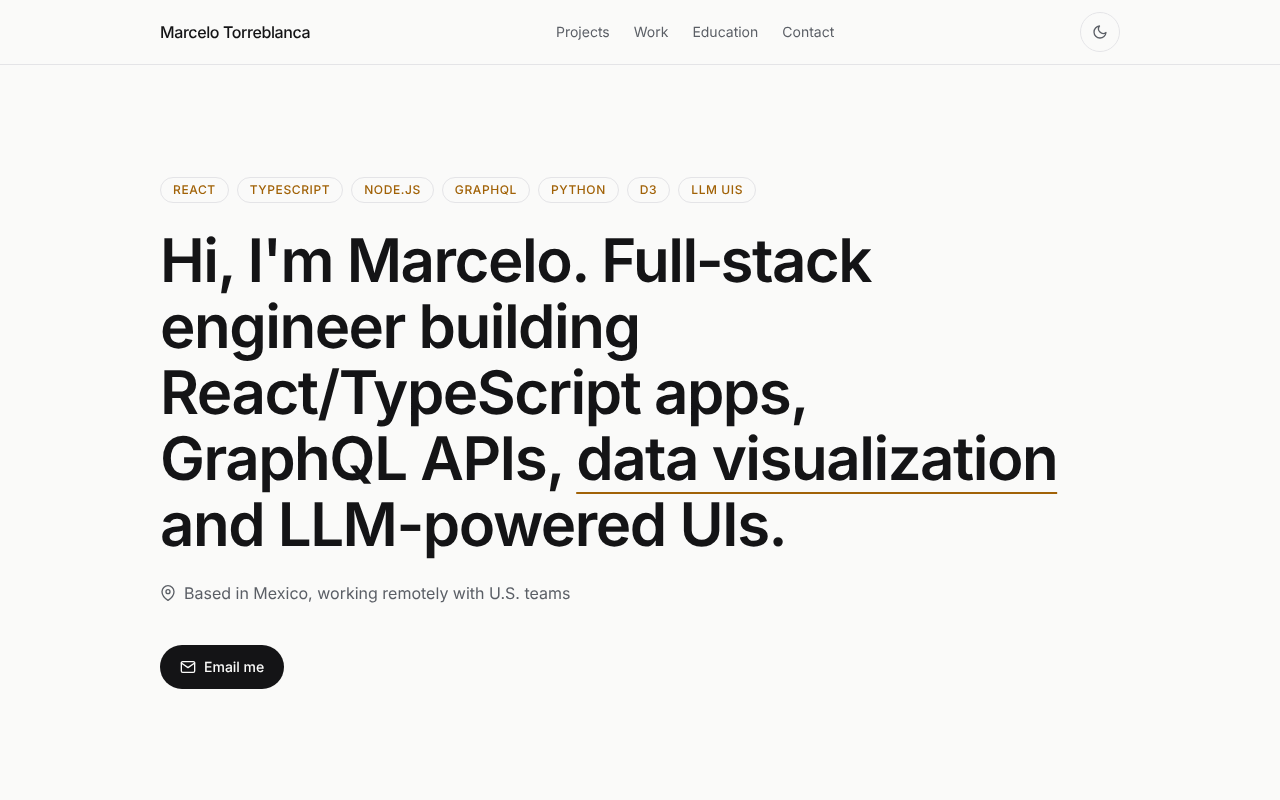 Marcelo Torreblanca
Projects Work Education Contact
REACT TYPESCRIPT NODE.JS GRAPHQL PYTHON D3 LLM UIS
Hi, I'm Marcelo. Full-stack
engineer building
React/TypeScript apps,
GraphQL APIs, data visualization
and LLM-powered UIs.
Based in Mexico, working remotely with U.S. teams
Email me